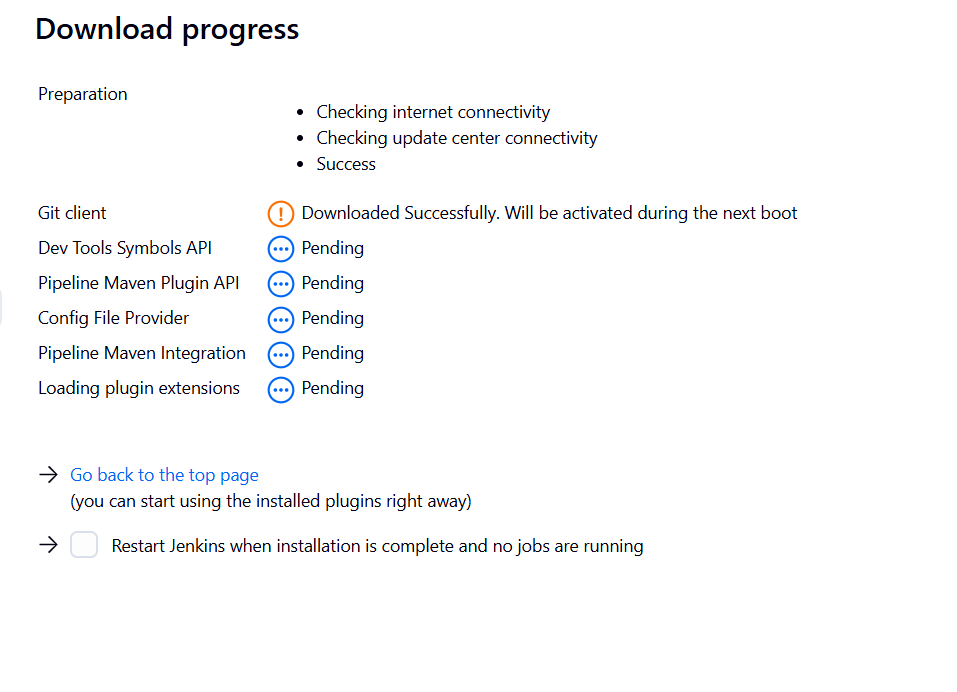 Download progress
Preparation
Checking internet connectivity
Checking update center connectivity
Success
Git client Downloaded Successfully. Will be activated during the next boot
Dev Tools Symbols API Pending
Pipeline Maven Plugin API Pending
Config File Provider Pending
Pipeline Maven Integration Pending
Loading plugin extensions Pending
Go back to the top page
(you can start using the installed plugins right away)
Restart Jenkins when installation is complete and no jobs are running